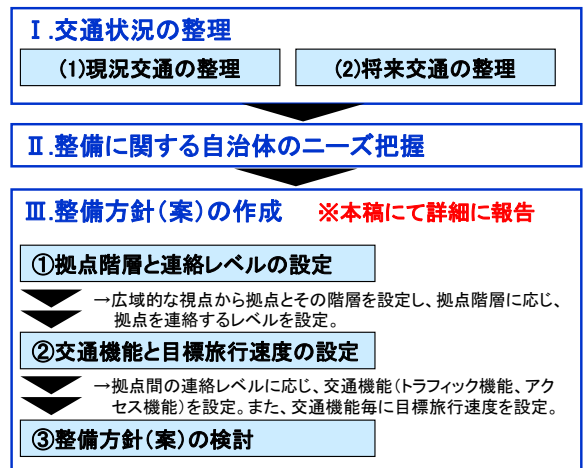 Ⅰ.交通状況の整理
(1)現況交通の整理
(2)将来交通の整理
Ⅱ.整備に関する自治体のニーズ把握
Ⅲ.整備方針(案)の作成 ※本稿にて詳細に報告
①拠点階層と連絡レベルの設定
→広域的な視点から拠点とその階層を設定し、拠点階層に応じ、
拠点を連絡するレベルを設定。
②交通機能と目標旅行速度の設定
→拠点間の連絡レベルに応じ、交通機能(トラフィック機能、アク
セス機能)を設定。また、交通機能毎に目標旅行速度を設定。
③整備方針(案)の検討